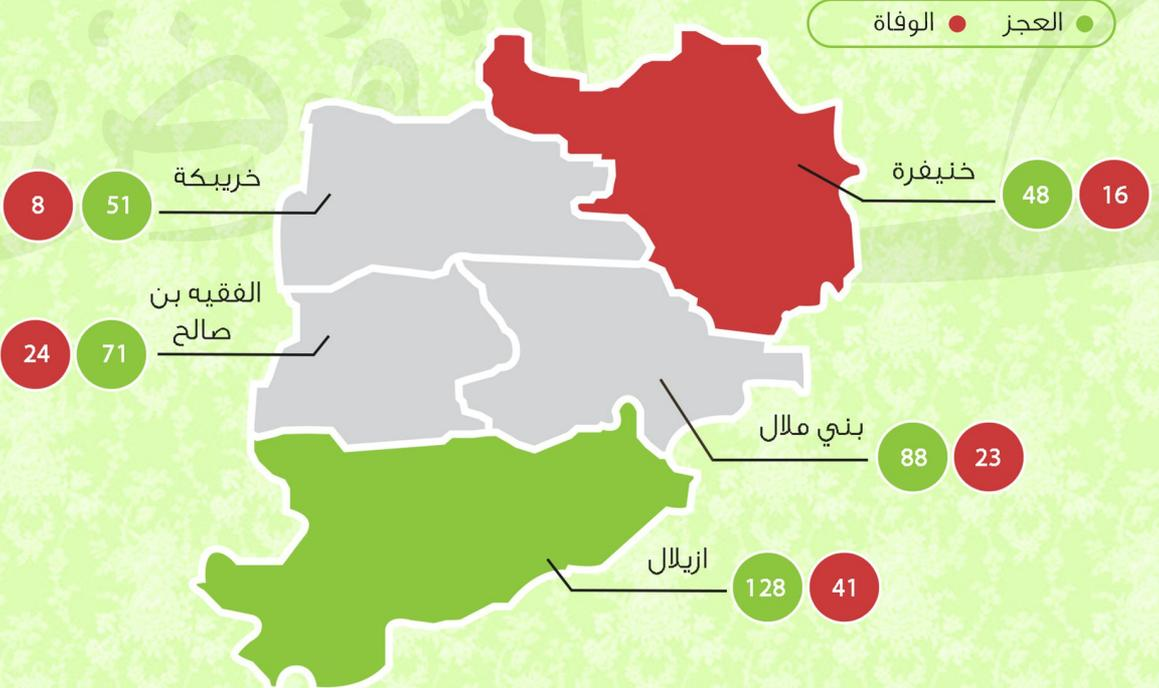 العجز
الوفاة
خنيفرة
48
16
خريبكة
51
8
الفقيه بن
صالح
71
24
بني ملال
88
23
ازيلال
128
41